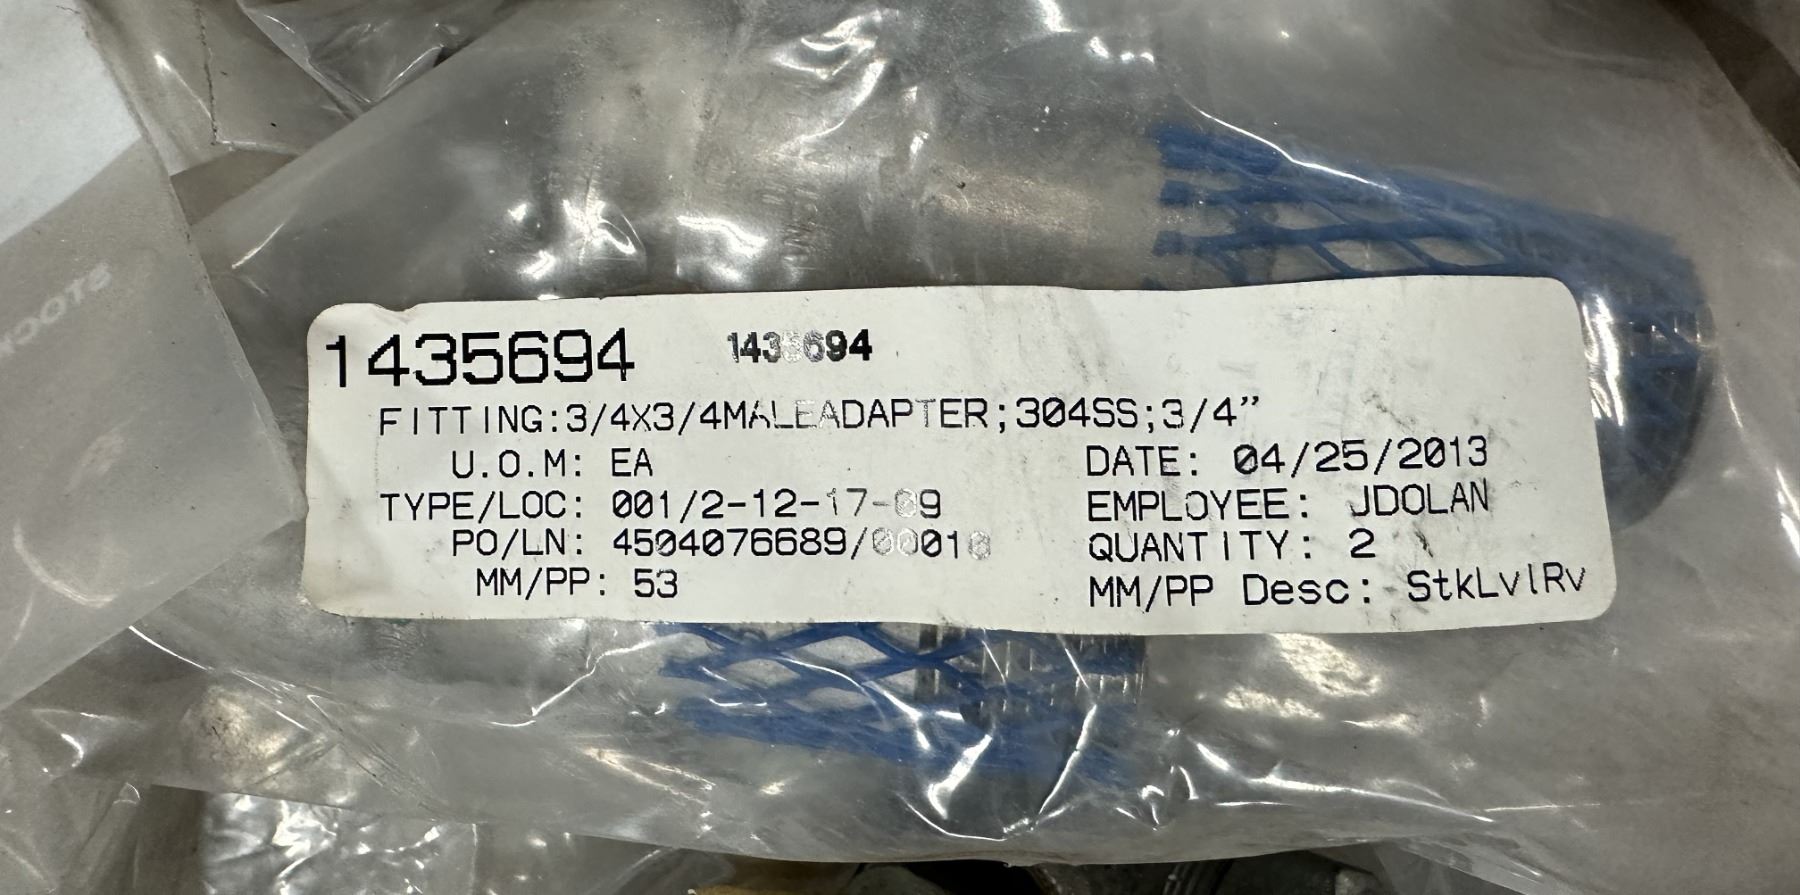 1435694 1435694
FITTING:3/4X3/4MALEADAPTER;304SS;3/4”
U.O.M: EA DATE: 04/25/2013
TYPE/LOC: 001/2-12-17-09 EMPLOYEE: JDOLAN
PO/LN: 4504076689/00010 QUANTITY: 2
MM/PP: 53 MM/PP Desc: StkLvlRv